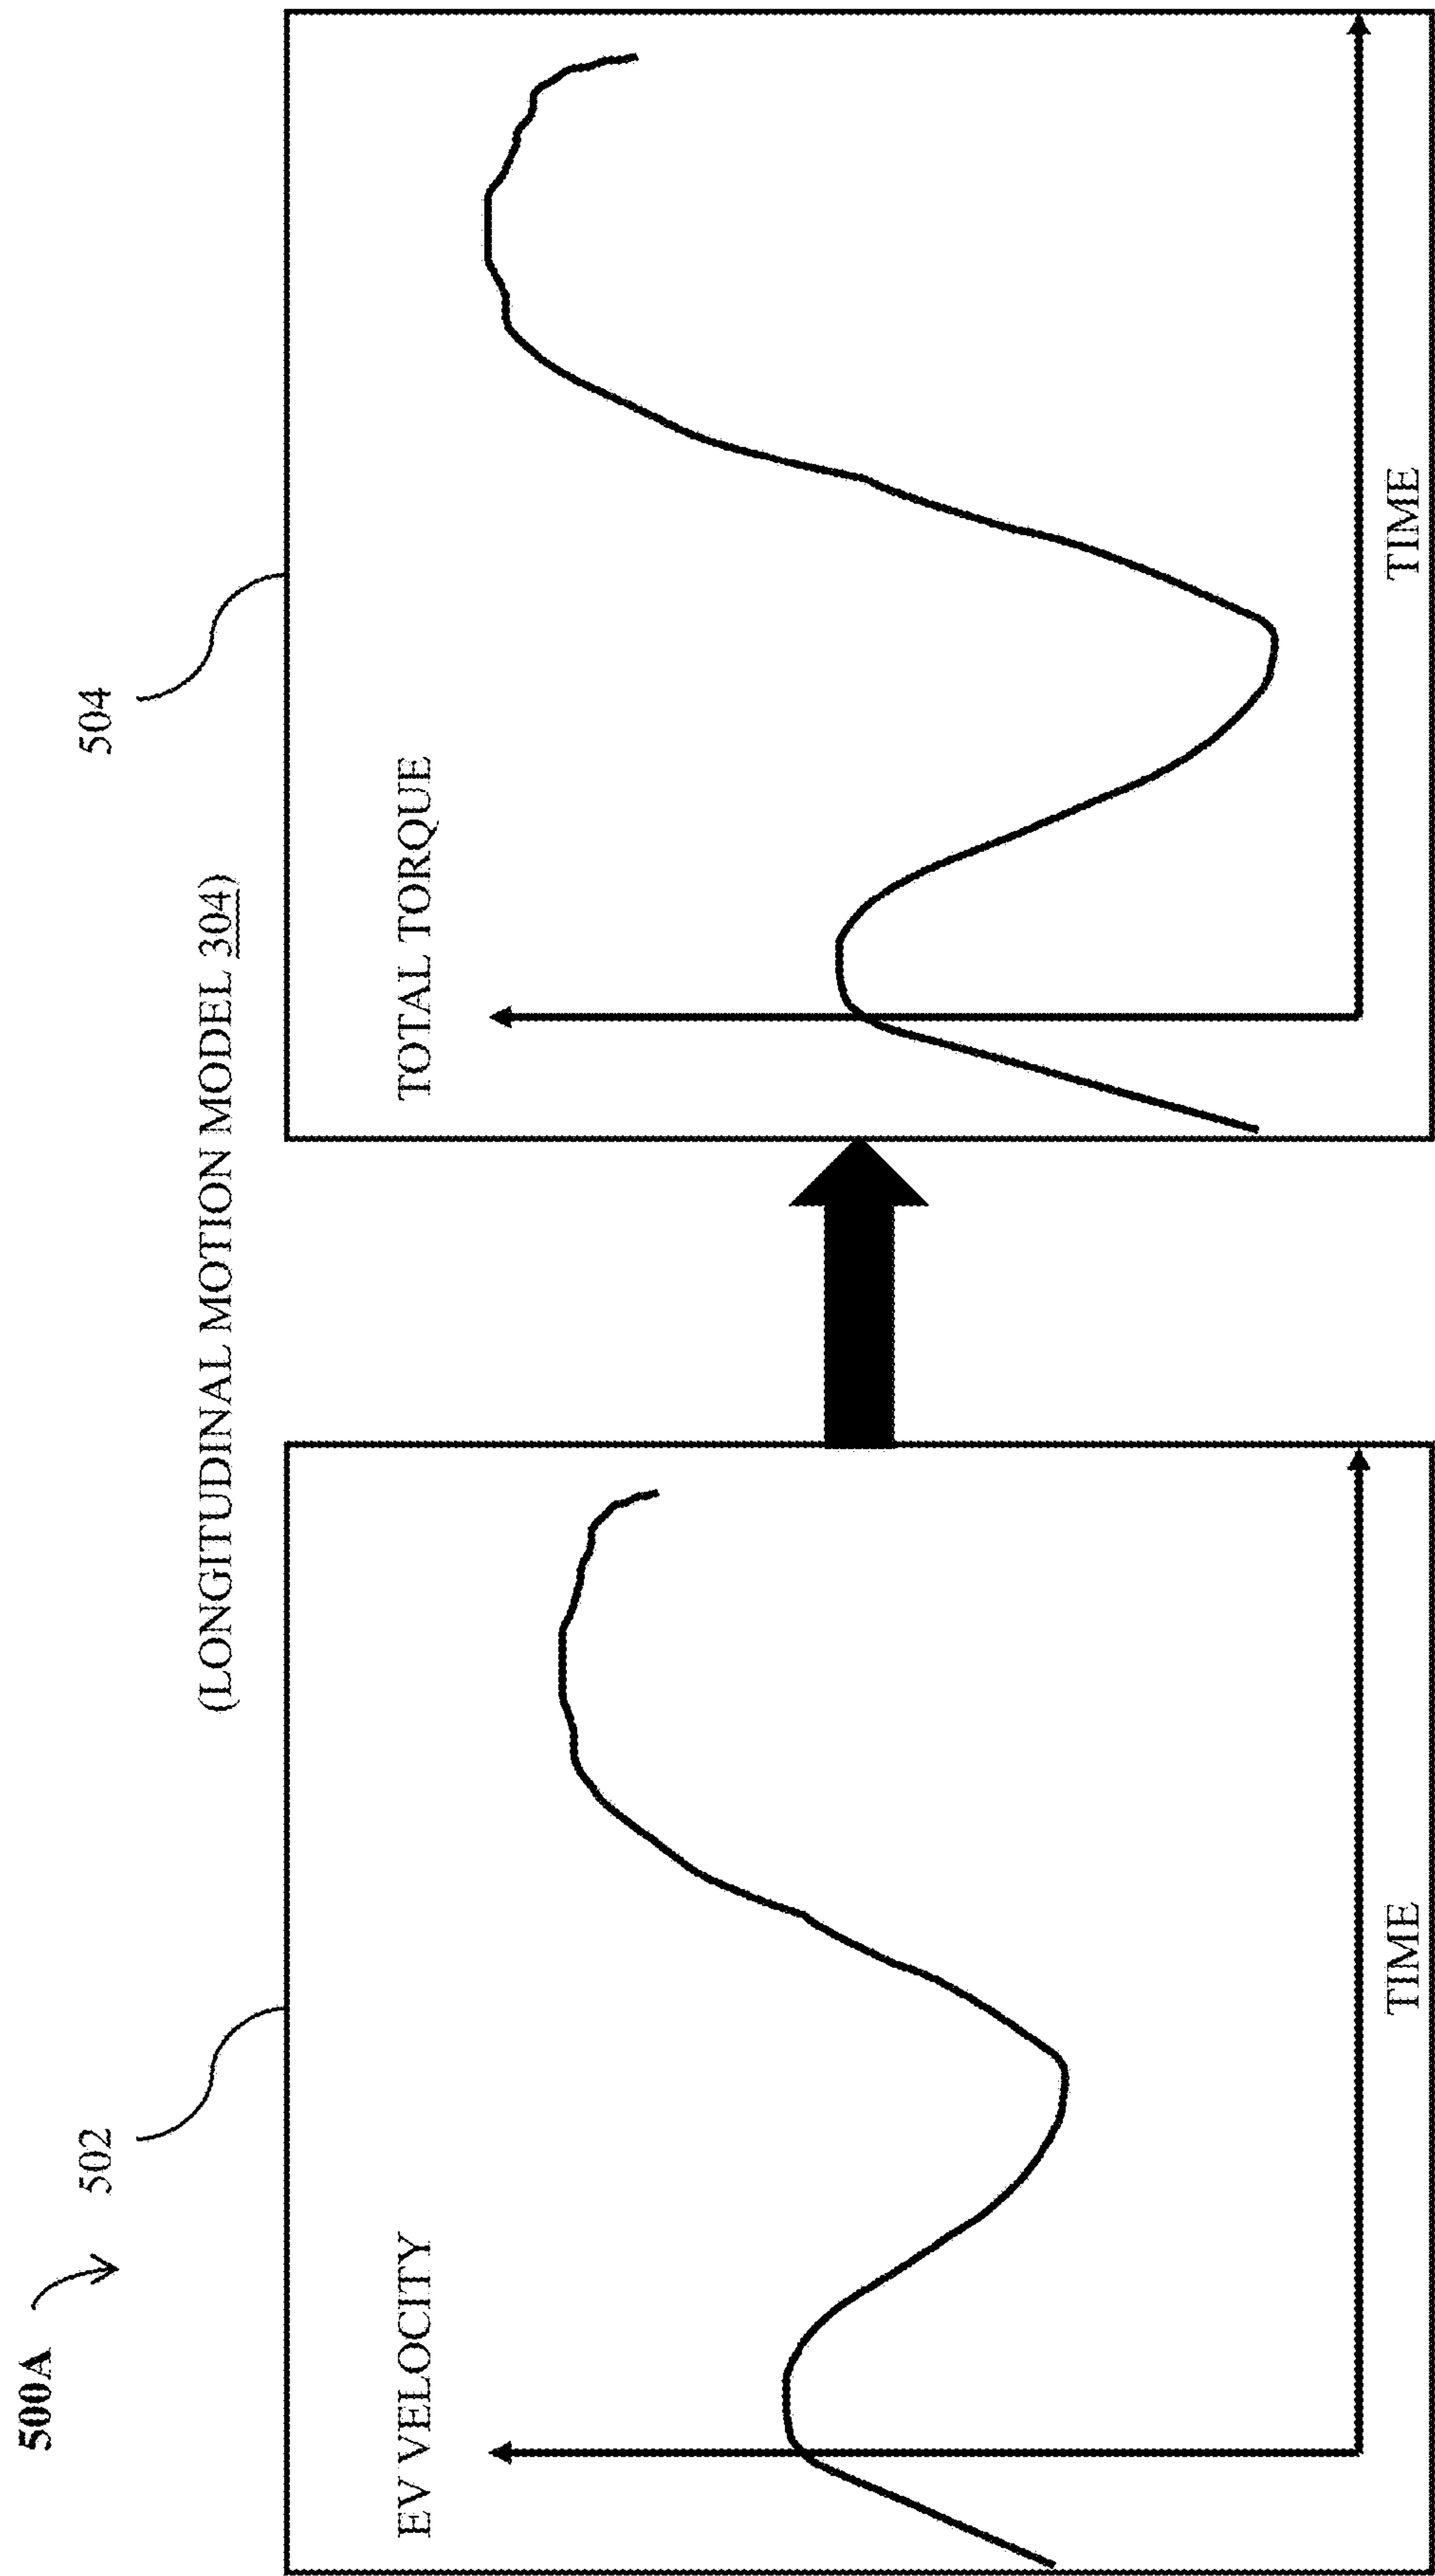 500A
502
504
(LONGITUDINAL MOTION MODEL 304)
EV VELOCITY
TIME
TOTAL TORQUE
TIME